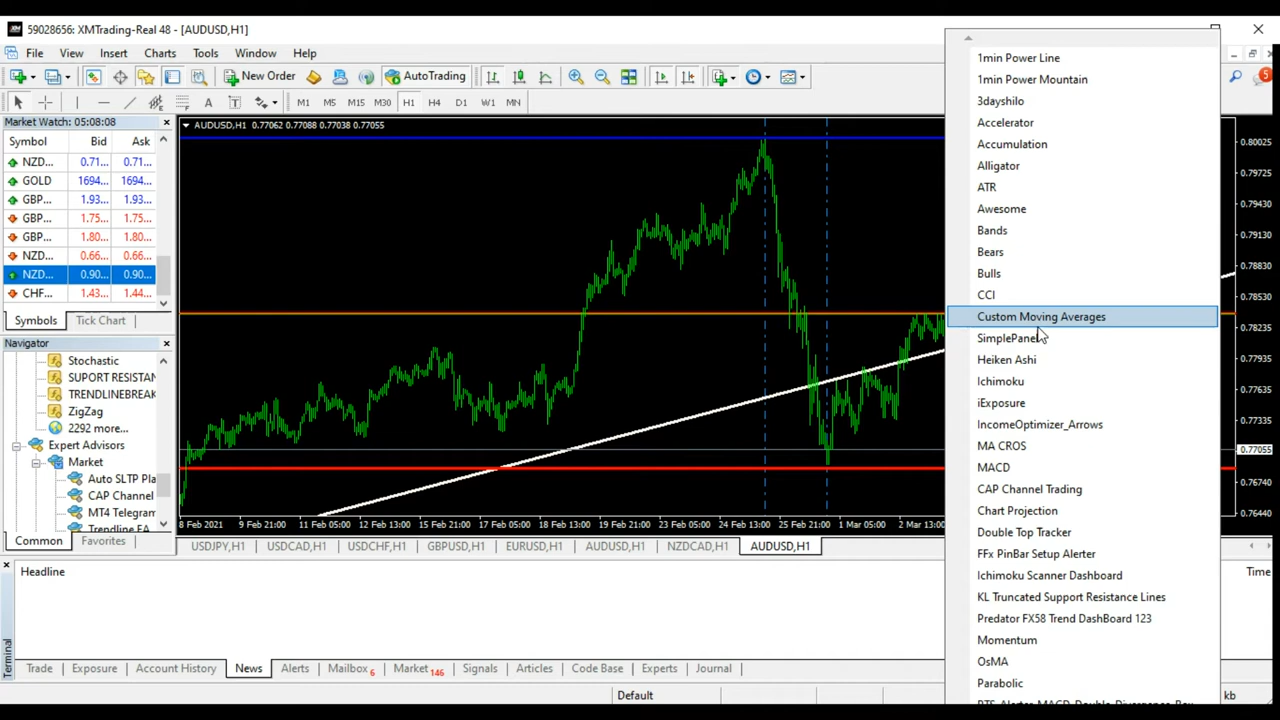 59028656: XMTrading-Real 48 - [AUDUSD,H1]
File View Insert Charts Tools Window Help
New Order AutoTrading 5
M1 M5 M15 M30 H1 H4 D1 W1 MN
Market Watch: 05:08:08
Symbol Bid Ask
NZD... 0.71... 0.71...
GOLD 1694... 1694...
GBP... 1.93... 1.93...
GBP... 1.75... 1.75...
GBP... 1.80... 1.80...
NZD... 0.66... 0.66...
NZD... 0.90... 0.90...
CHF... 1.43... 1.44...
Symbols Tick Chart
Navigator
Stochastic
SUPORT RESISTAN
TRENDLINEBREAK
ZigZag
2292 more...
Expert Advisors
Market
Auto SLTP Pla
CAP Channel
MT4 Telegram
Trendline EA
Common Favorites
AUDUSD,H1 0.77062 0.77088 0.77038 0.77055
0.80025
0.79725
0.79430
0.79130
0.78830
0.78530
0.78235
0.77935
0.77635
0.77340
0.77055
0.76740
0.76440
8 Feb 2021 9 Feb 21:00 11 Feb 05:00 12 Feb 13:00 15 Feb 21:00 17 Feb 05:00 18 Feb 13:00 19 Feb 21:00 23 Feb 05:00 24 Feb 13:00 25 Feb 21:00 1 Mar 05:00 2 Mar 13:00
USDJPY,H1 USDCAD,H1 USDCHF,H1 GBPUSD,H1 EURUSD,H1 AUDUSD,H1 NZDCAD,H1 AUDUSD,H1
1min Power Line
1min Power Mountain
3dayshilo
Accelerator
Accumulation
Alligator
ATR
Awesome
Bands
Bears
Bulls
CCI
Custom Moving Averages
SimplePanel
Heiken Ashi
Ichimoku
iExposure
IncomeOptimizer_Arrows
MA CROS
MACD
CAP Channel Trading
Chart Projection
Double Top Tracker
FFx PinBar Setup Alerter
Ichimoku Scanner Dashboard
KL Truncated Support Resistance Lines
Predator FX58 Trend DashBoard 123
Momentum
OsMA
Parabolic
Headline Time
Terminal
Trade Exposure Account History News Alerts Mailbox 6 Market 146 Signals Articles Code Base Experts Journal
Default kb